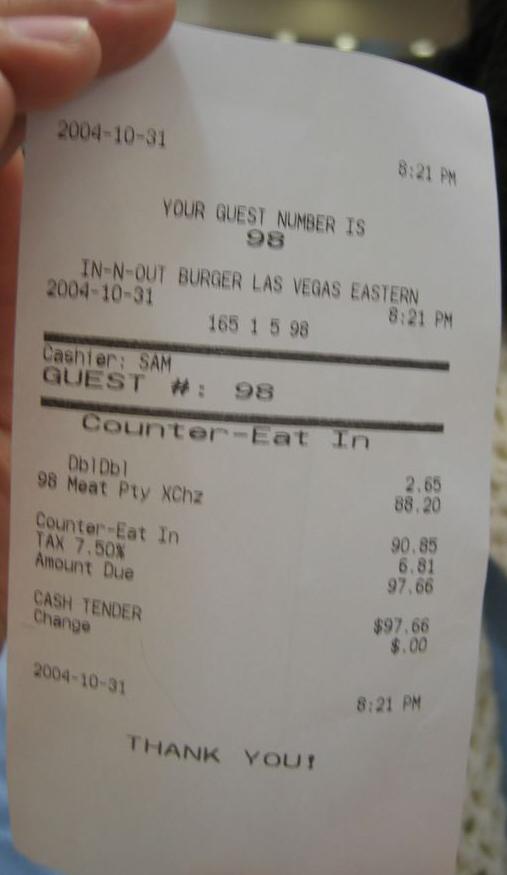 2004-10-31
8:21 PM
YOUR GUEST NUMBER IS
98
IN-N-OUT BURGER LAS VEGAS EASTERN
2004-10-31 8:21 PM
165 1 5 98
Cashier: SAM
GUEST #: 98
Counter-Eat In
DblDbl 2.65
98 Meat Pty XChz 88.20
Counter-Eat In 90.85
TAX 7.50% 6.81
Amount Due 97.66
CASH TENDER $97.66
Change $.00
2004-10-31 8:21 PM
THANK YOU!